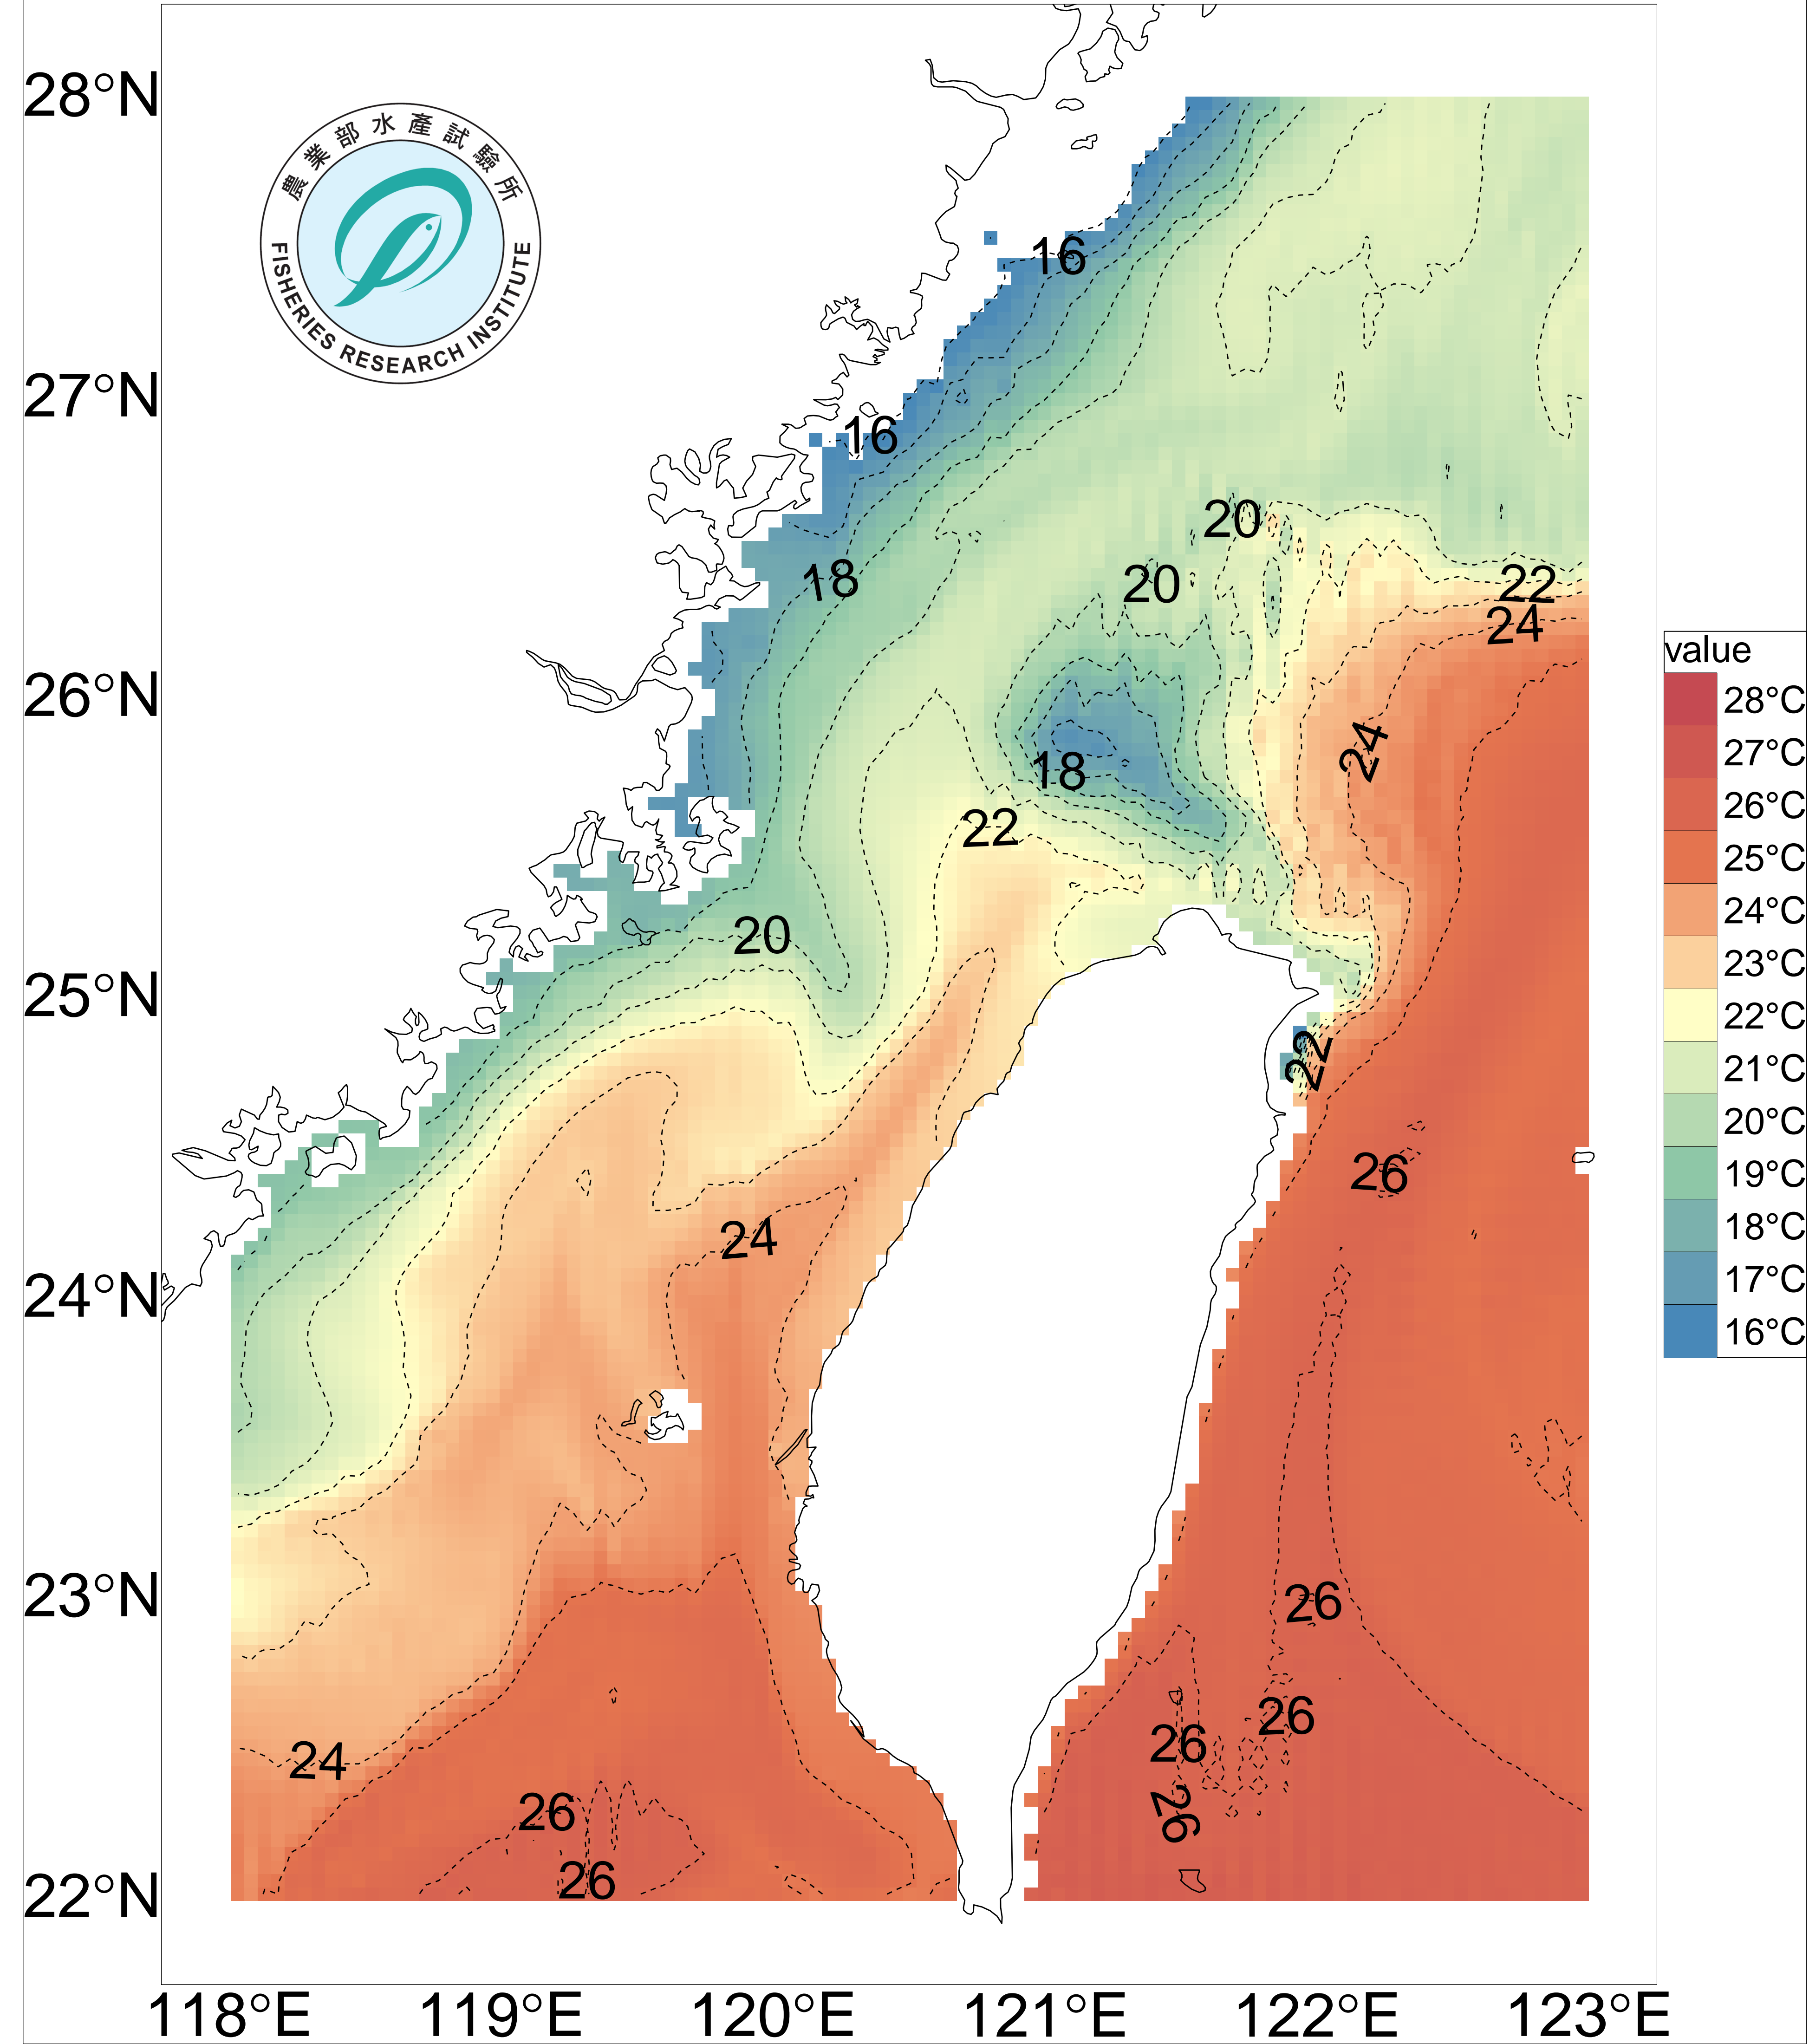 農業部水產試驗所
FISHERIES RESEARCH INSTITUTE
28°N
27°N
26°N
25°N
24°N
23°N
22°N
118°E
119°E
120°E
121°E
122°E
123°E
16
16
20
18
20
22
24
24
18
22
20
22
26
24
26
26
26
24
26
26
26
value
28°C
27°C
26°C
25°C
24°C
23°C
22°C
21°C
20°C
19°C
18°C
17°C
16°C